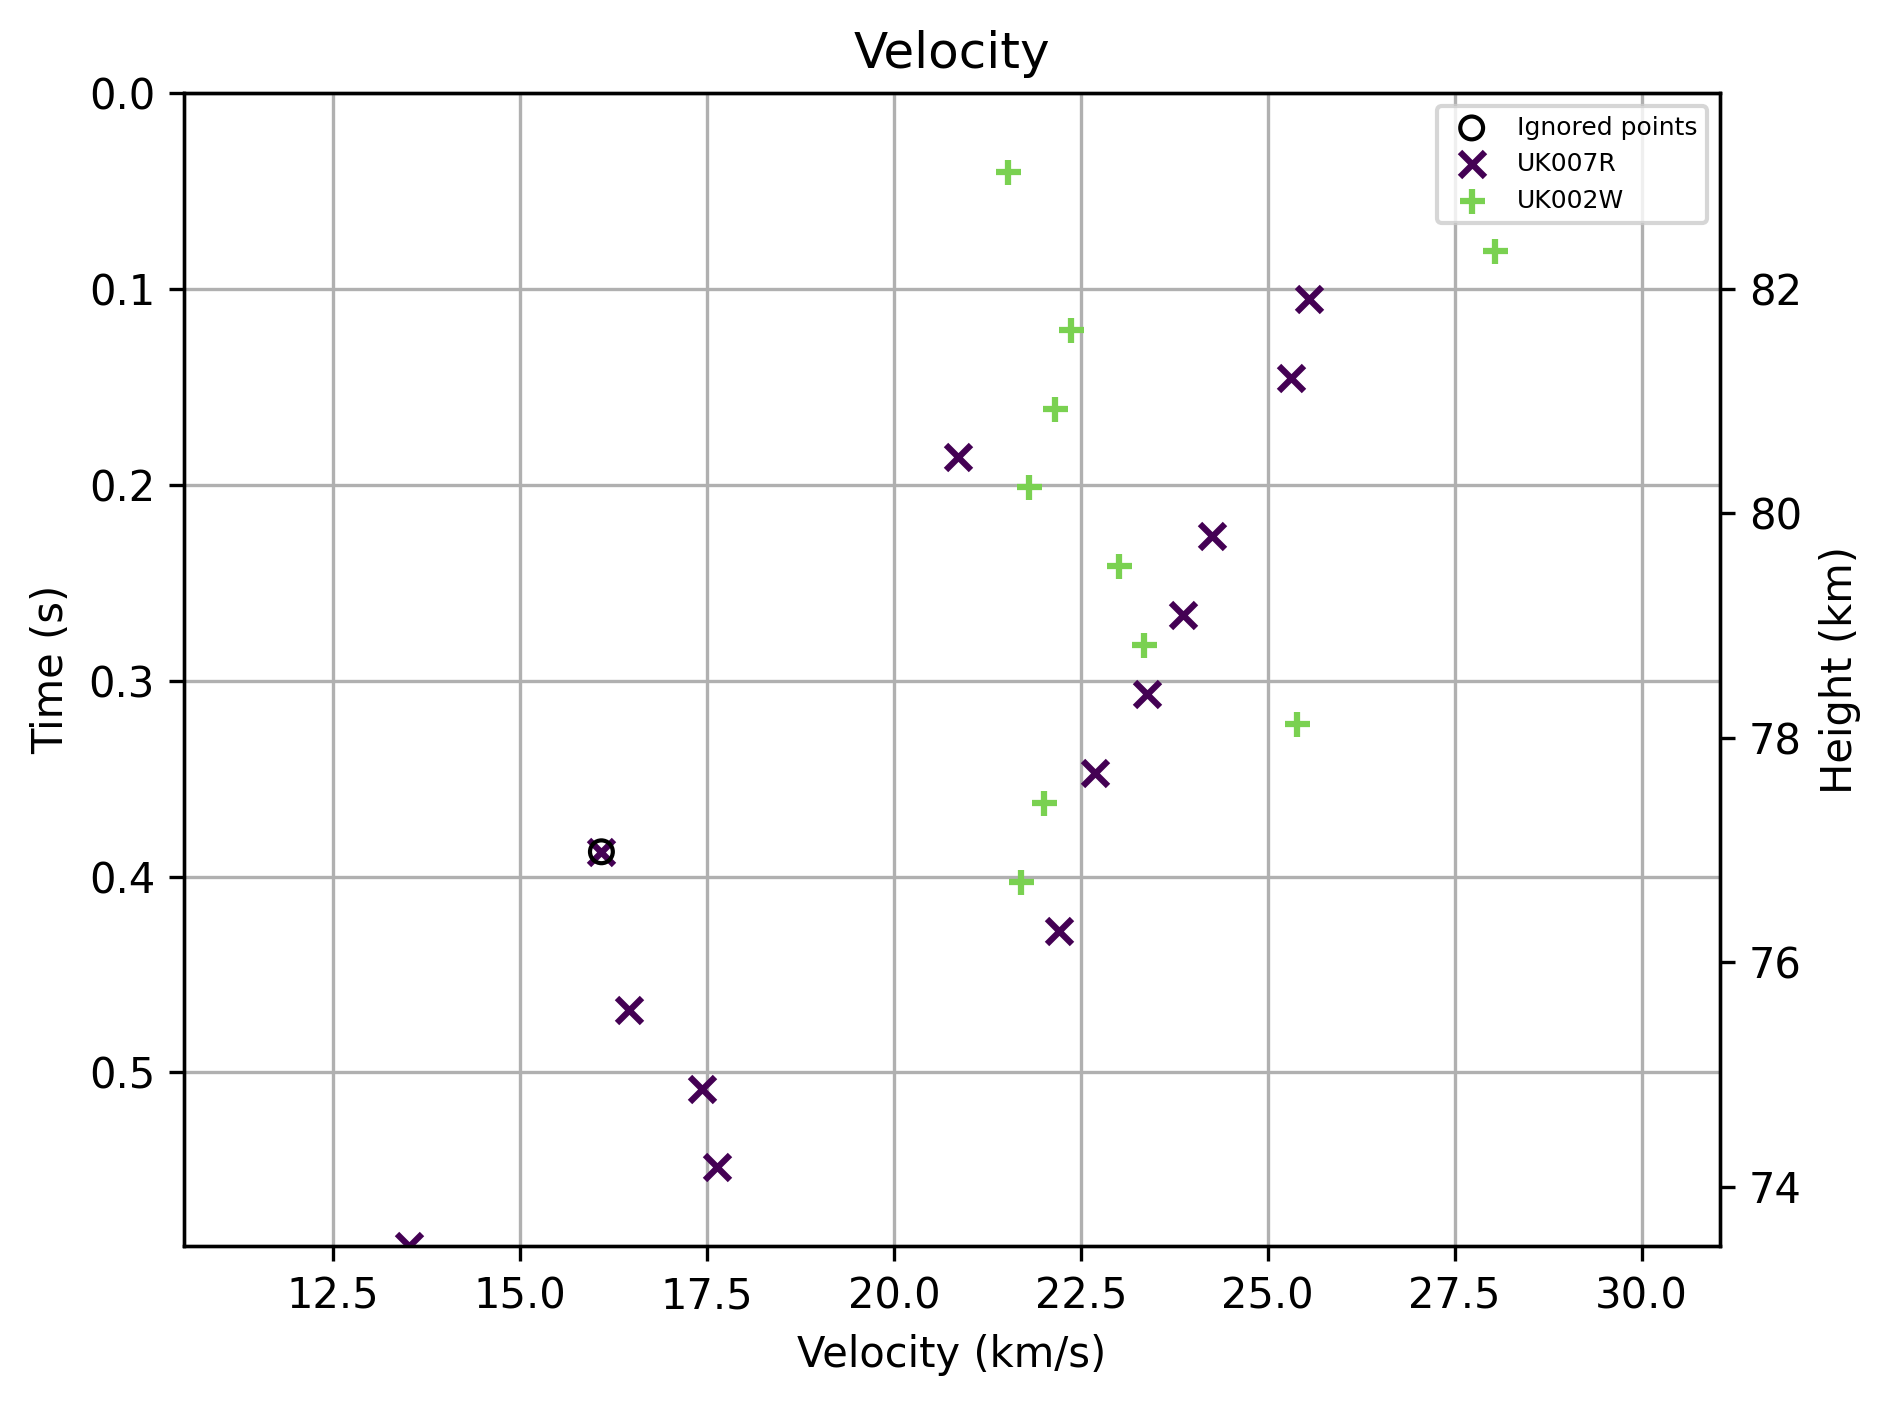 Velocity
Ignored points
UK007R
UK002W
0.0
0.1
0.2
0.3
0.4
0.5
Time (s)
82
80
78
76
74
Height (km)
12.5 15.0 17.5 20.0 22.5 25.0 27.5 30.0
Velocity (km/s)